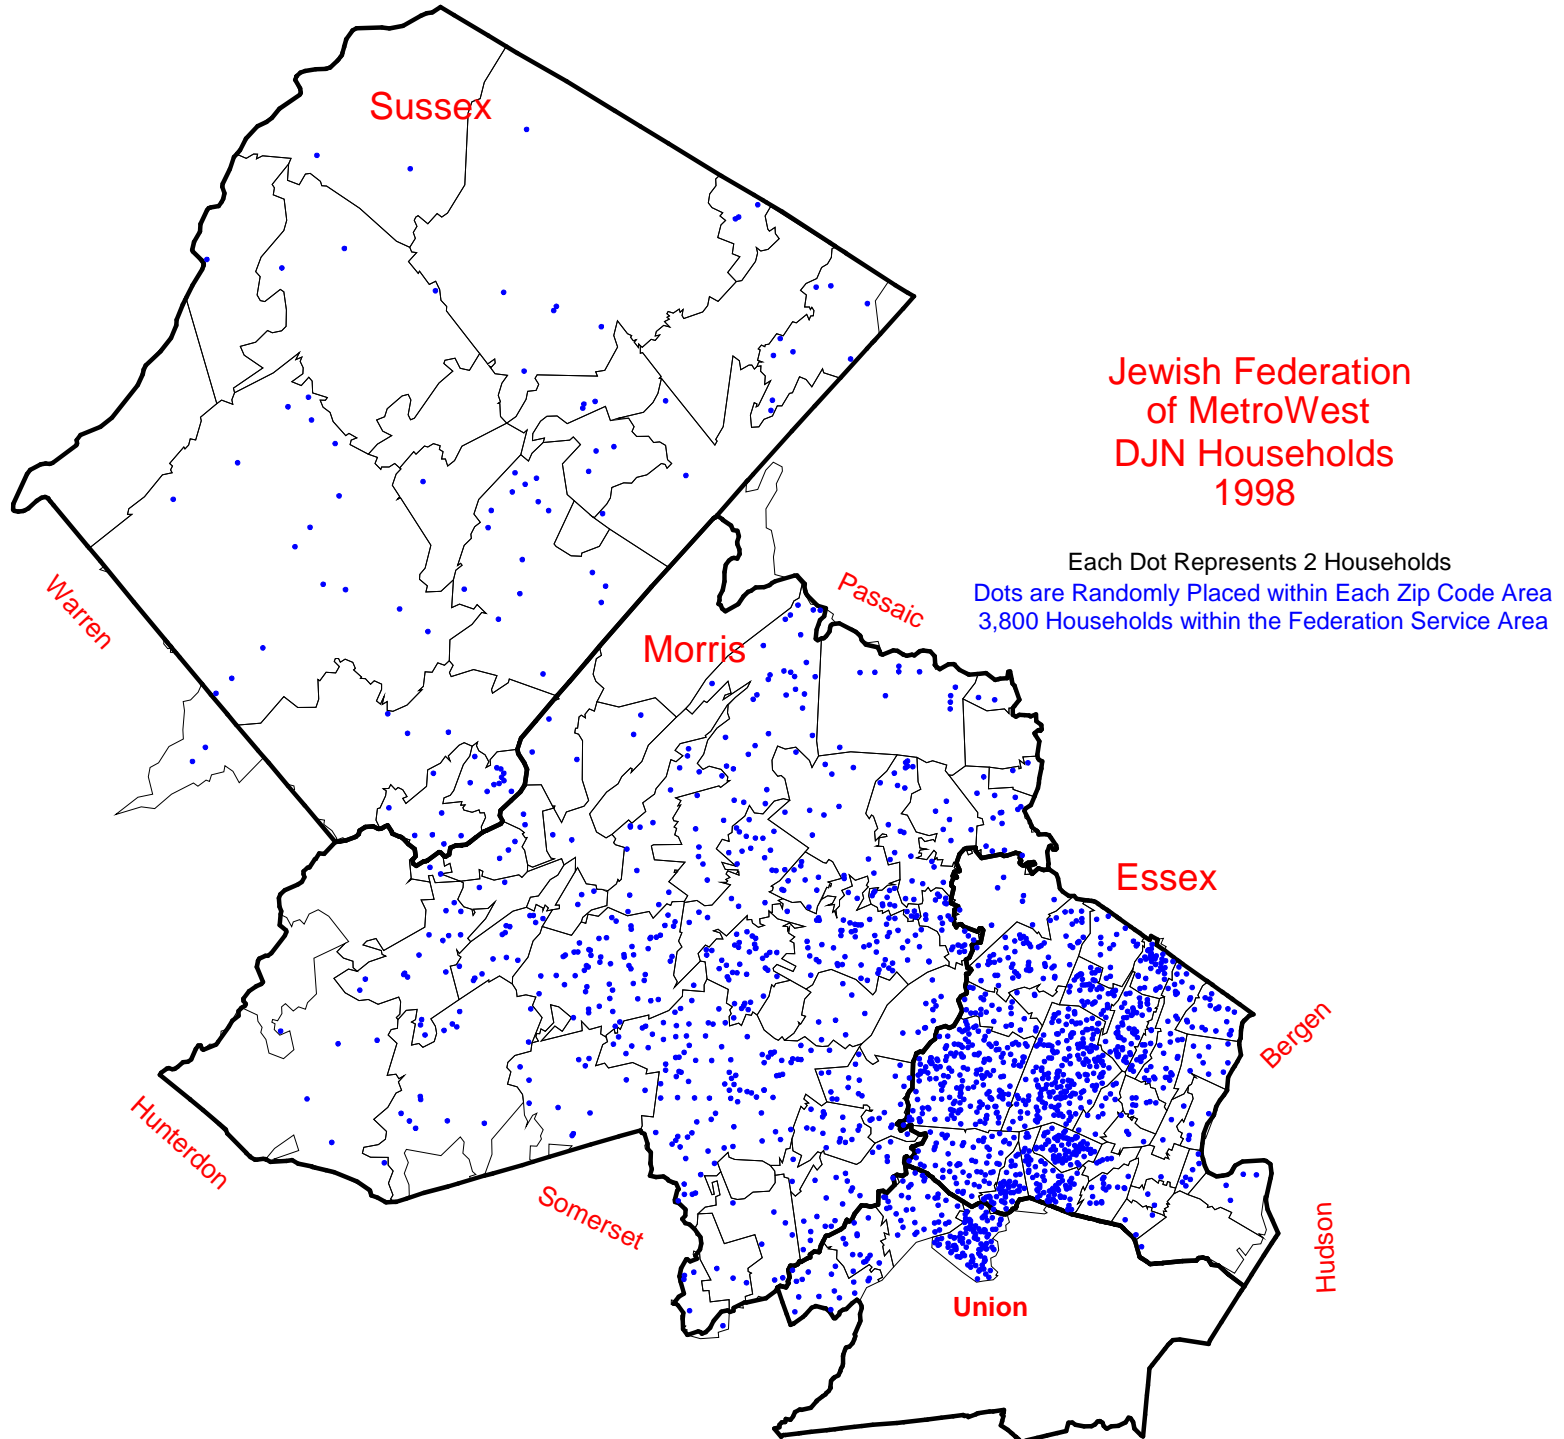 Sussex
Jewish Federation
of MetroWest
DJN Households
1998
Each Dot Represents 2 Households
Dots are Randomly Placed within Each Zip Code Area
3,800 Households within the Federation Service Area
Warren
Passaic
Morris
Essex
Bergen
Hunterdon
Somerset
Hudson
Union